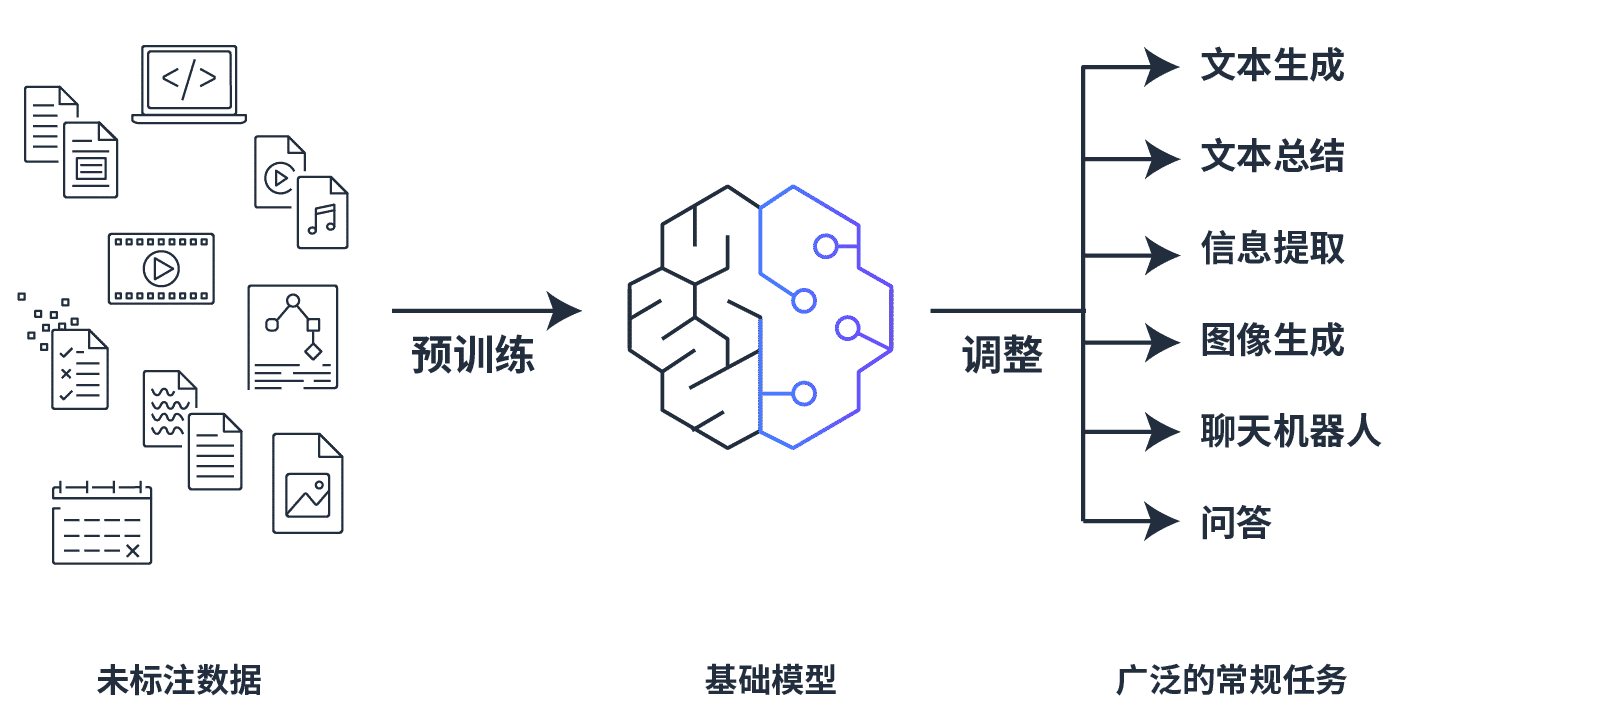 </>
预训练
调整
文本生成
文本总结
信息提取
图像生成
聊天机器人
问答
未标注数据
基础模型
广泛的常规任务